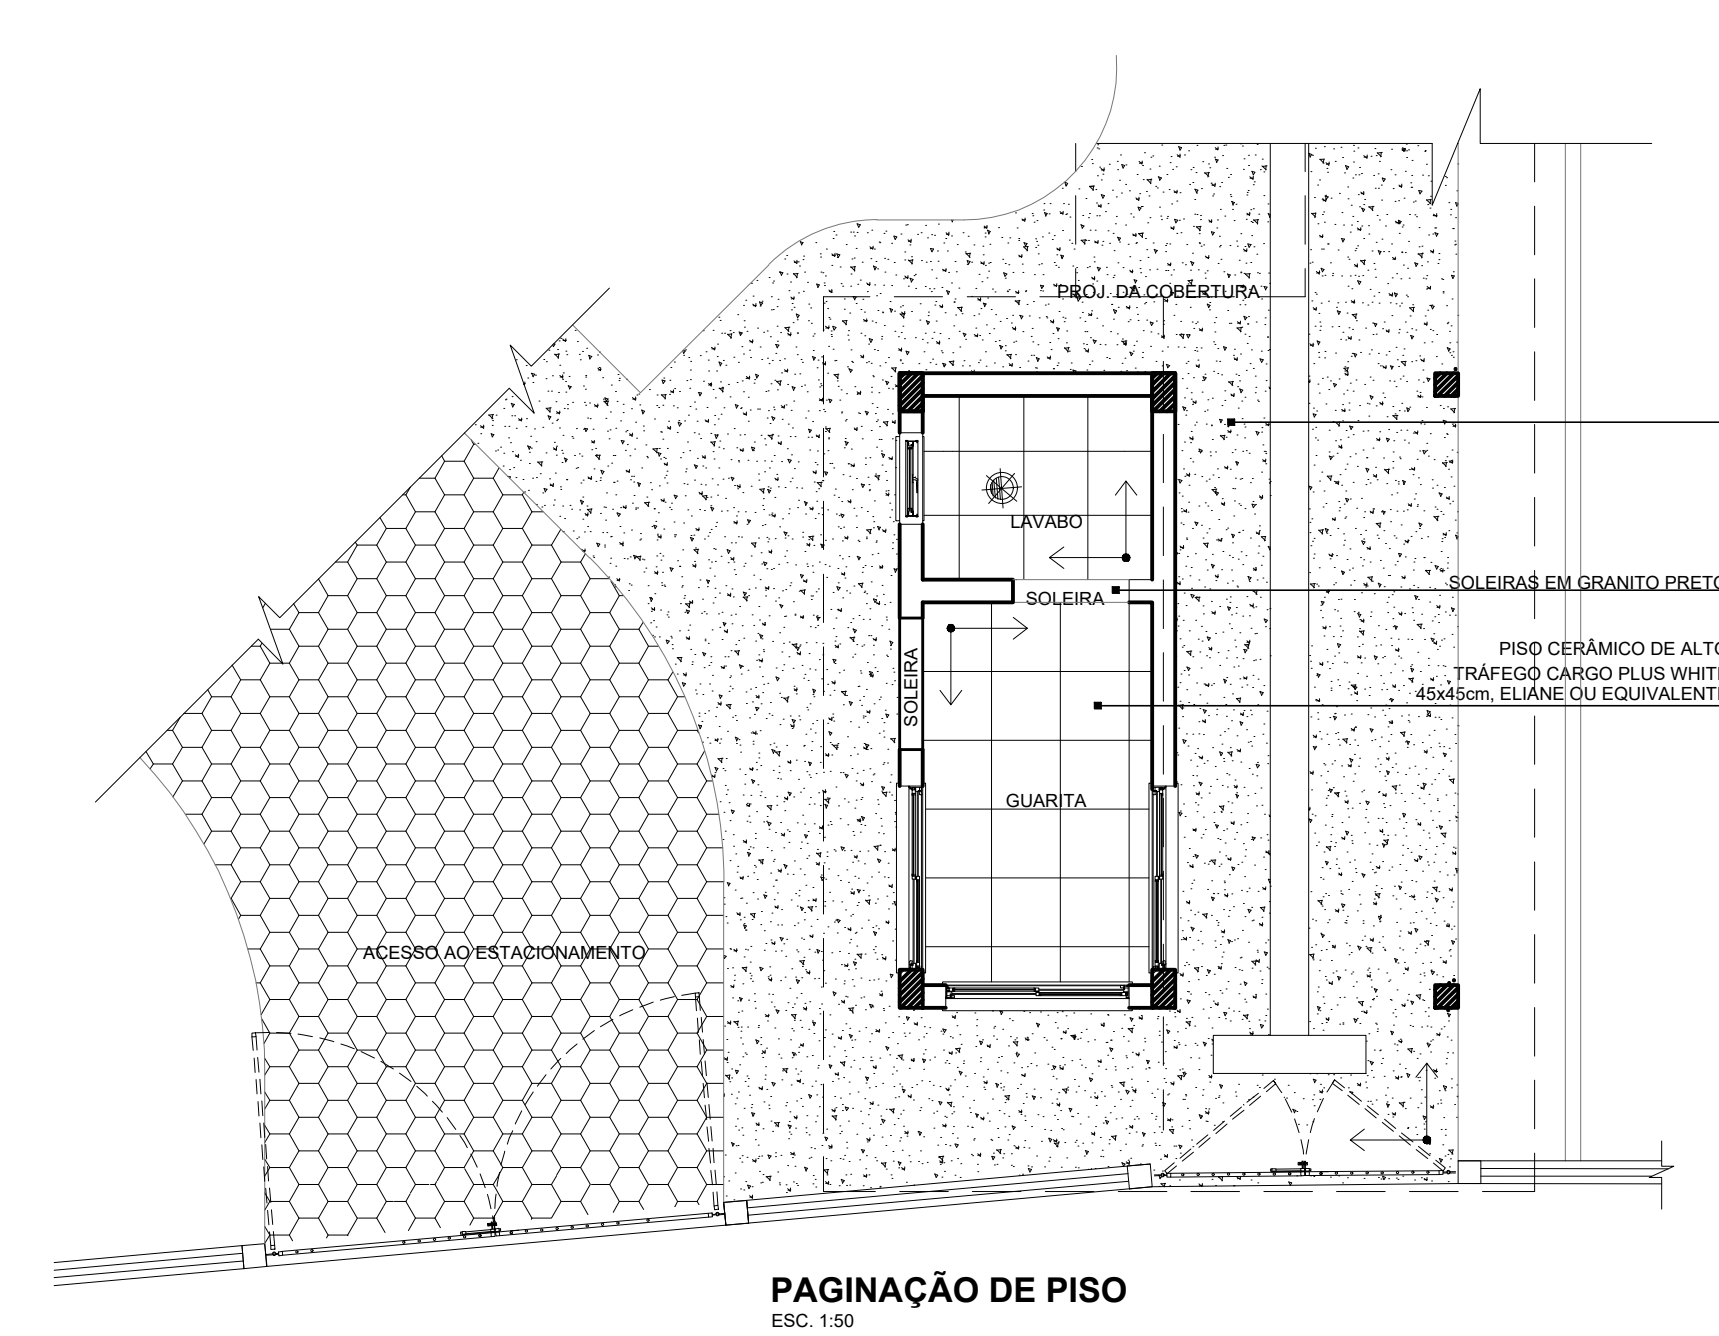 PROJ. DA COBERTURA
LAVABO
SOLEIRAS EM GRANITO PRETO
SOLEIRA
SOLEIRA
PISO CERÂMICO DE ALTO
TRÁFEGO CARGO PLUS WHITE
45x45cm, ELIANE OU EQUIVALENTE
GUARITA
ACESSO AO ESTACIONAMENTO
PAGINAÇÃO DE PISO
ESC. 1:50